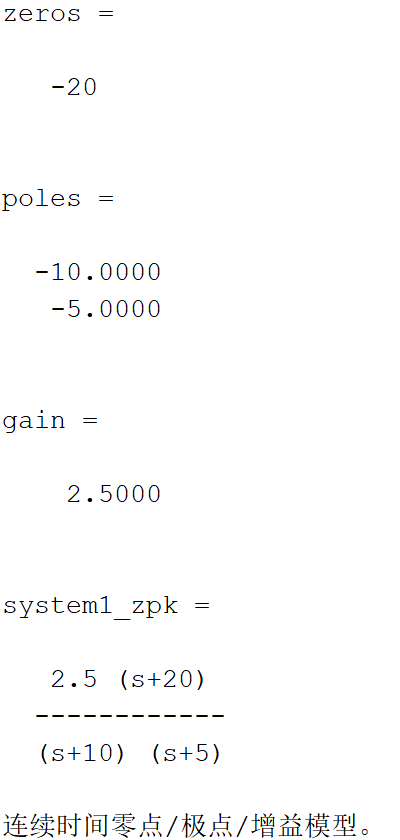 zeros =
-20
poles =
-10.0000
-5.0000
gain =
2.5000
system1_zpk =
2.5 (s+20)
------------
(s+10) (s+5)
连续时间零点/极点/增益模型。